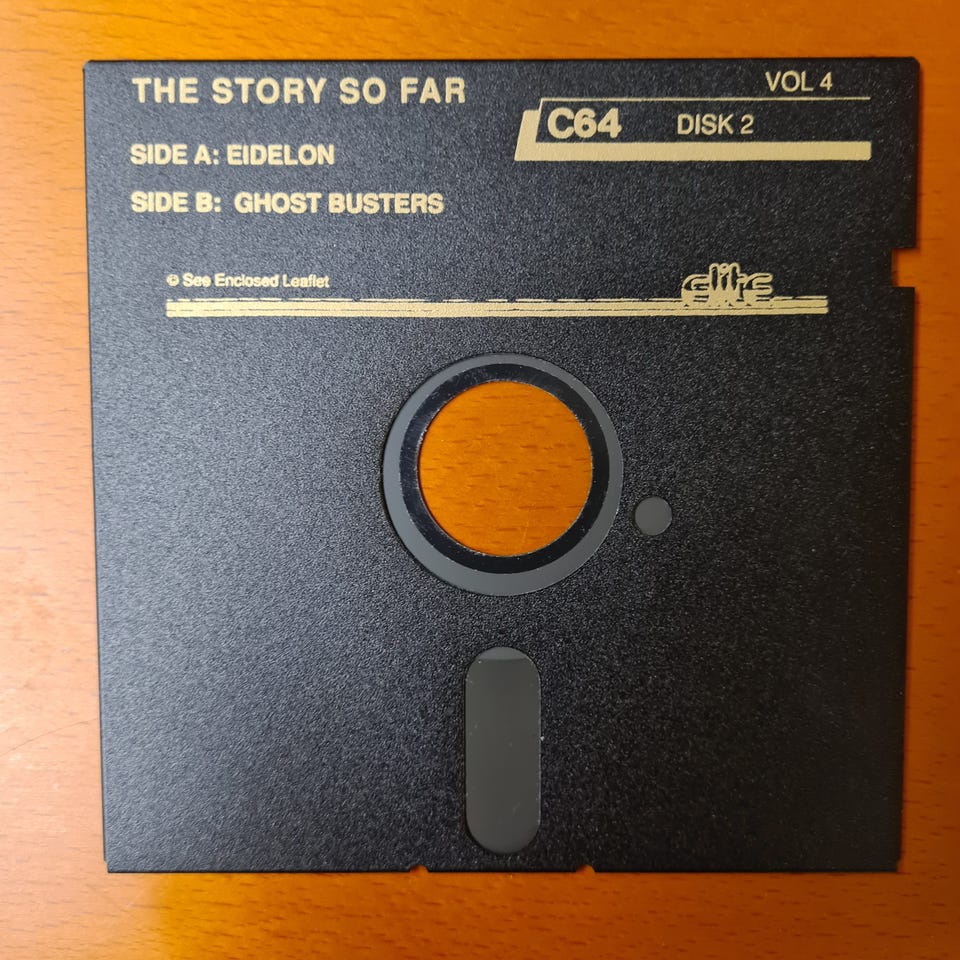 THE STORY SO FAR
VOL 4
C64 DISK 2
SIDE A: EIDELON
SIDE B: GHOST BUSTERS
© See Enclosed Leaflet
elite